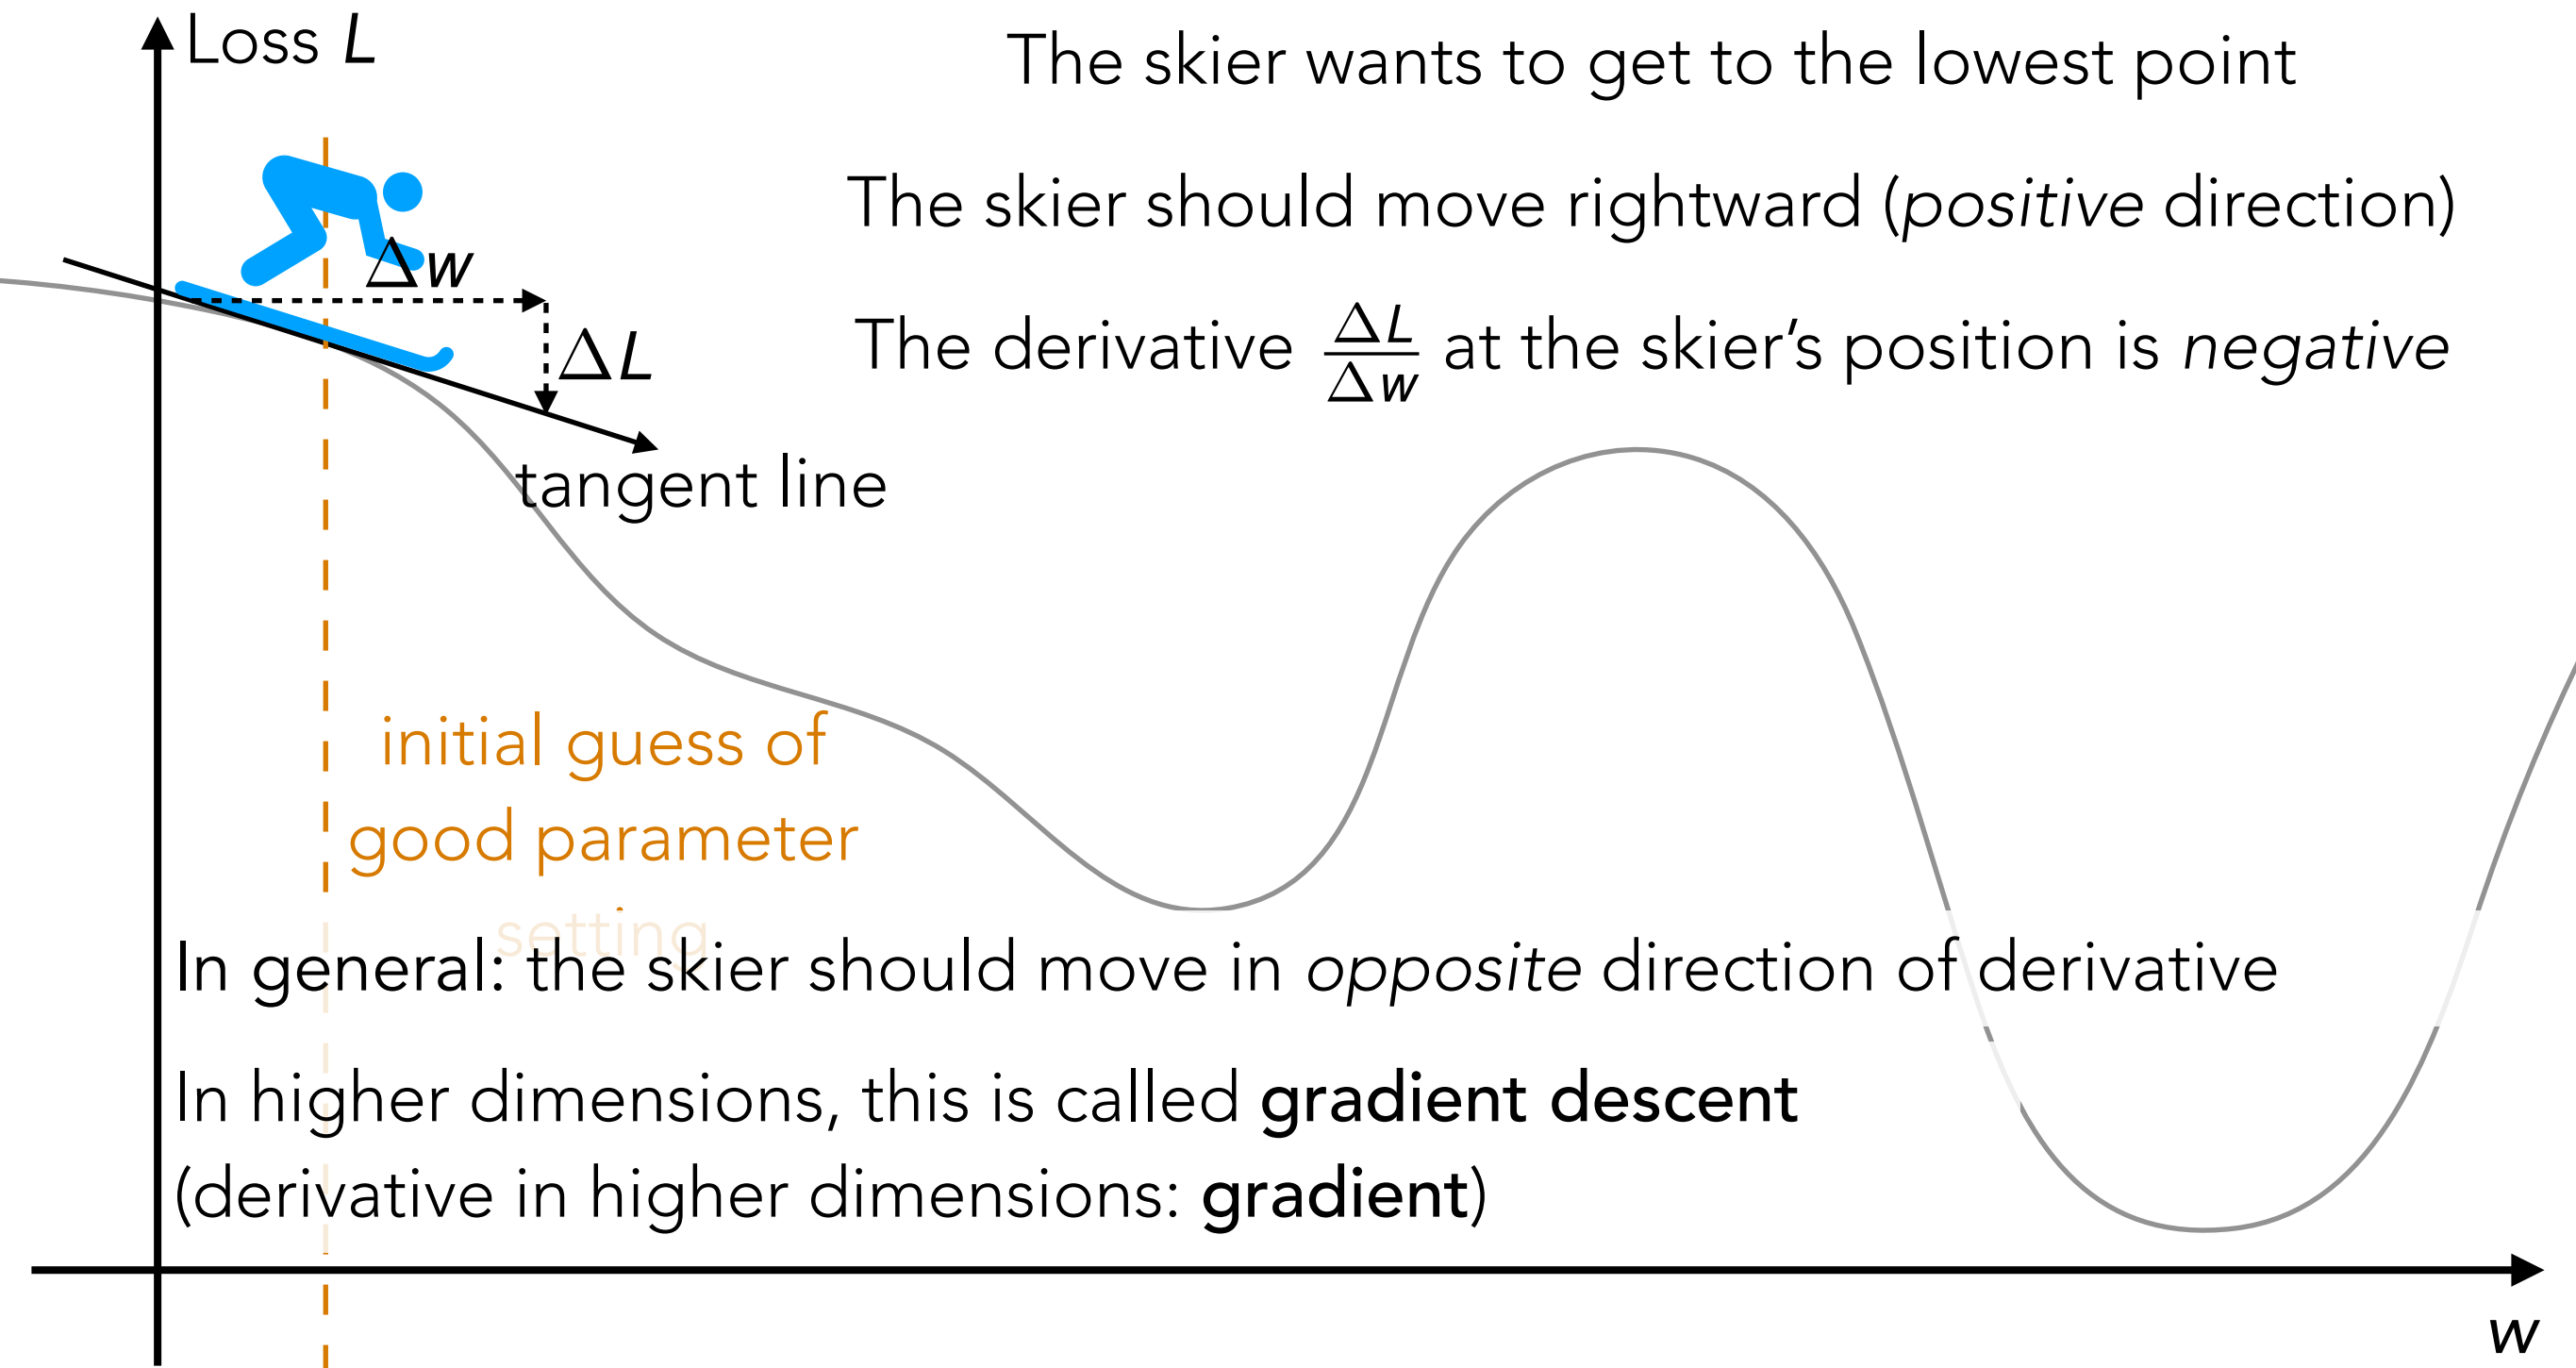 Loss L
The skier wants to get to the lowest point
The skier should move rightward (positive direction)
The derivative ΔL/Δw at the skier’s position is negative
Δw
ΔL
tangent line
initial guess of
good parameter
setting
In general: the skier should move in opposite direction of derivative
In higher dimensions, this is called gradient descent
(derivative in higher dimensions: gradient)
w